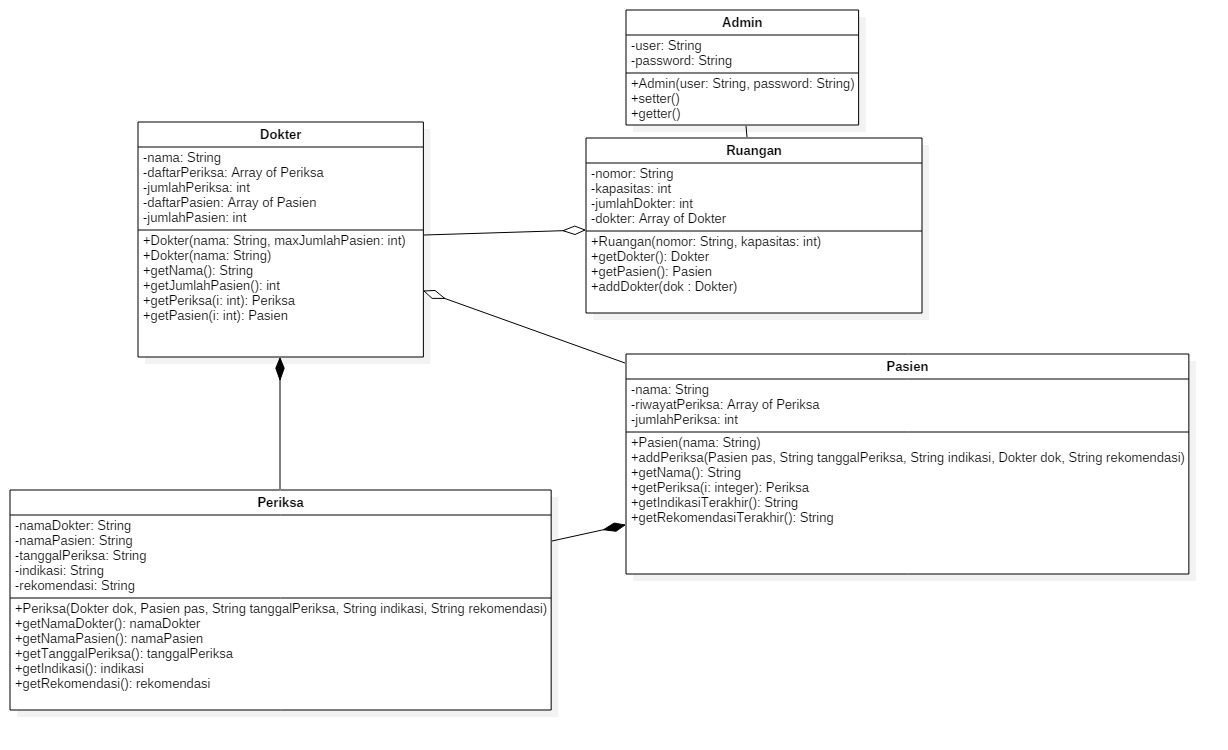 Admin
-user: String
-password: String
+Admin(user: String, password: String)
+setter()
+getter()
Dokter
-nama: String
-daftarPeriksa: Array of Periksa
-jumlahPeriksa: int
-daftarPasien: Array of Pasien
-jumlahPasien: int
+Dokter(nama: String, maxJumlahPasien: int)
+Dokter(nama: String)
+getNama(): String
+getJumlahPasien(): int
+getPeriksa(i: int): Periksa
+getPasien(i: int): Pasien
Ruangan
-nomor: String
-kapasitas: int
-jumlahDokter: int
-dokter: Array of Dokter
+Ruangan(nomor: String, kapasitas: int)
+getDokter(): Dokter
+getPasien(): Pasien
+addDokter(dok : Dokter)
Pasien
-nama: String
-riwayatPeriksa: Array of Periksa
-jumlahPeriksa: int
+Pasien(nama: String)
+addPeriksa(Pasien pas, String tanggalPeriksa, String indikasi, Dokter dok, String rekomendasi)
+getNama(): String
+getPeriksa(i: integer): Periksa
+getIndikasiTerakhir(): String
+getRekomendasiTerakhir(): String
Periksa
-namaDokter: String
-namaPasien: String
-tanggalPeriksa: String
-indikasi: String
-rekomendasi: String
+Periksa(Dokter dok, Pasien pas, String tanggalPeriksa, String indikasi, String rekomendasi)
+getNamaDokter(): namaDokter
+getNamaPasien(): namaPasien
+getTanggalPeriksa(): tanggalPeriksa
+getIndikasi(): indikasi
+getRekomendasi(): rekomendasi